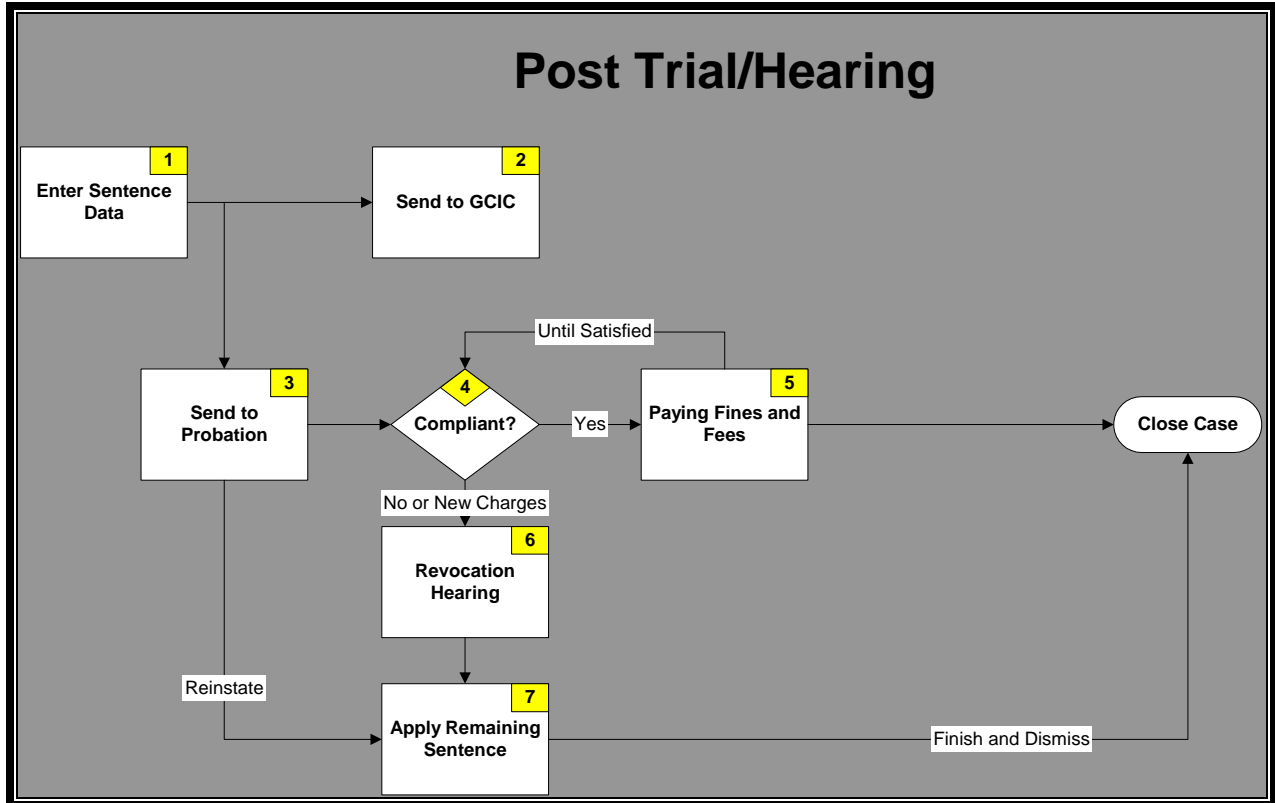 Post Trial/Hearing
1
Enter Sentence
Data
2
Send to GCIC
Until Satisfied
3
Send to
Probation
4
Compliant?
Yes
5
Paying Fines and
Fees
Close Case
No or New Charges
6
Revocation
Hearing
Reinstate
7
Apply Remaining
Sentence
Finish and Dismiss